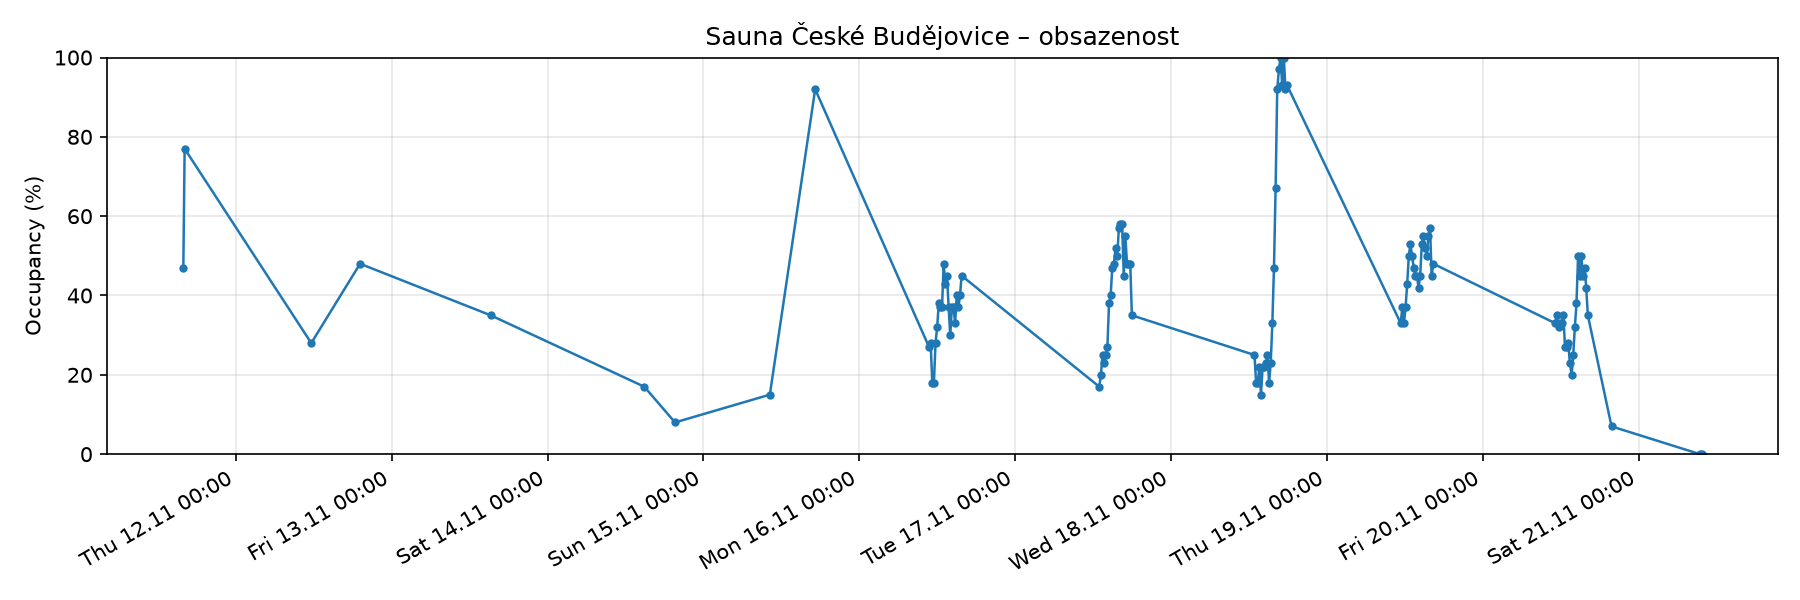 Sauna České Budějovice – obsazenost
Occupancy (%)
100
80
60
40
20
0
Thu 12.11 00:00
Fri 13.11 00:00
Sat 14.11 00:00
Sun 15.11 00:00
Mon 16.11 00:00
Tue 17.11 00:00
Wed 18.11 00:00
Thu 19.11 00:00
Fri 20.11 00:00
Sat 21.11 00:00